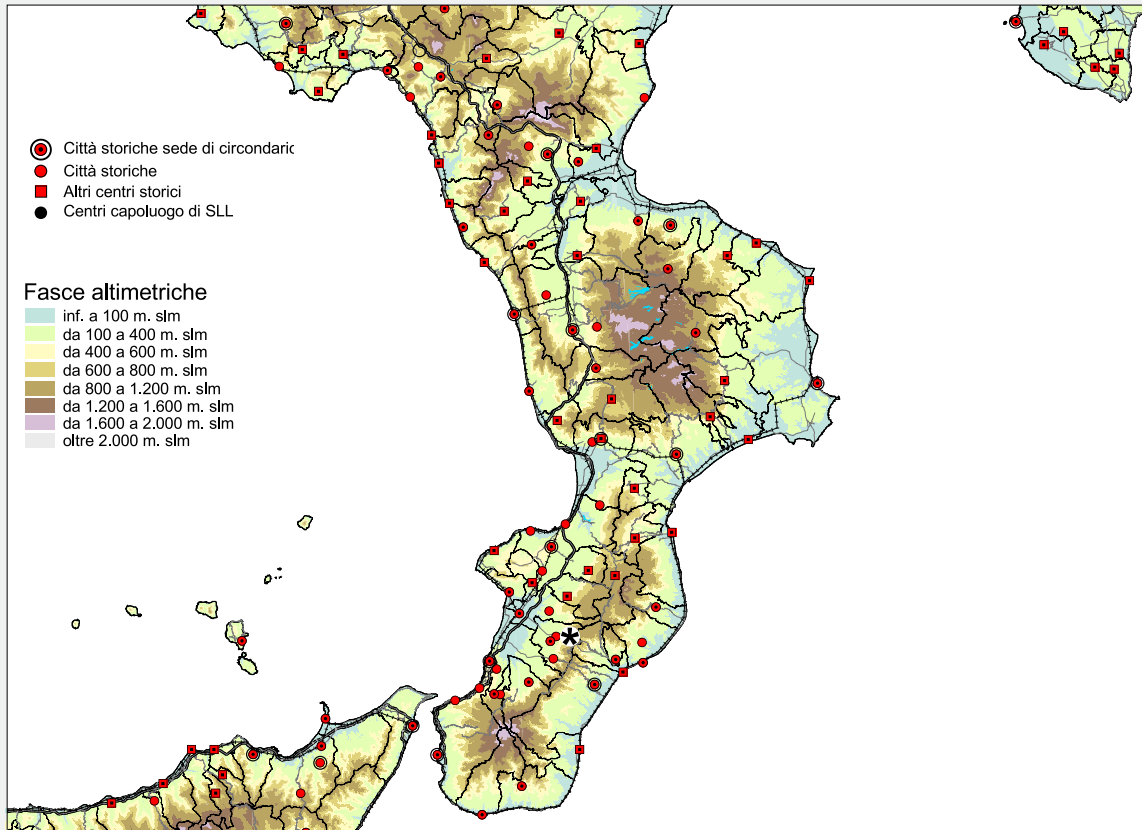 Città storiche sede di circondaric
Città storiche
Altri centri storici
Centri capoluogo di SLL
Fasce altimetriche
inf. a 100 m. slm
da 100 a 400 m. slm
da 400 a 600 m. slm
da 600 a 800 m. slm
da 800 a 1.200 m. slm
da 1.200 a 1.600 m. slm
da 1.600 a 2.000 m. slm
oltre 2.000 m. slm
*